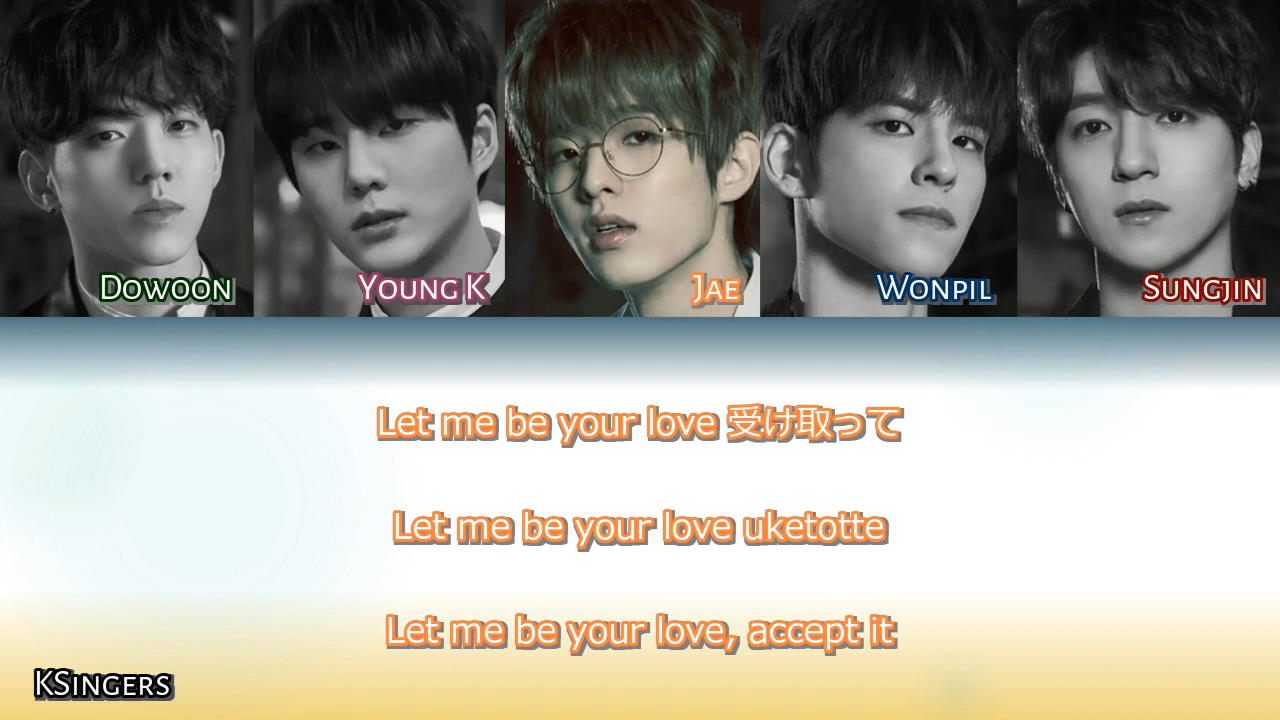 Dowoon
Young K
Jae
Wonpil
Sungjin
Let me be your love 受け取って
Let me be your love uketotte
Let me be your love, accept it
KSingers